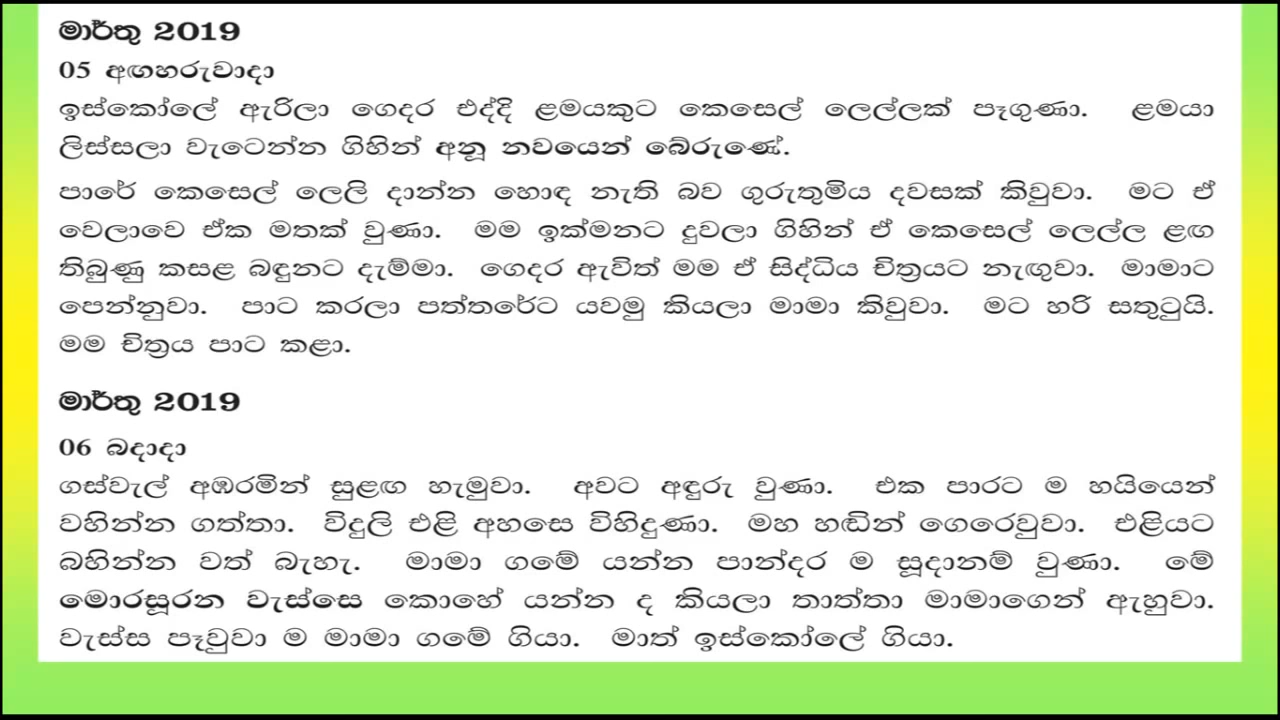 මාර්තු 2019
05 අඟහරුවාදා
ඉස්කෝලේ ඇරිලා ගෙදර එද්දි ළමයකුට කෙසෙල් ලෙල්ලක් පෑගුණා. ළමයා
ලිස්සලා වැටෙන්න ගිහින් අනූ නවයෙන් බේරුණේ.
පාරේ කෙසෙල් ලෙලි දාන්න හොඳ නැති බව ගුරුතුමිය දවසක් කිවුවා. මට ඒ
වෙලාවෙ ඒක මතක් වුණා. මම ඉක්මනට දුවලා ගිහින් ඒ කෙසෙල් ලෙල්ල ළඟ
තිබුණු කසළ බඳුනට දැම්මා. ගෙදර ඇවිත් මම ඒ සිද්ධිය චිත්‍රයට නැඟුවා. මාමාට
පෙන්නුවා. පාට කරලා පත්තරේට යවමු කියලා මාමා කිවුවා. මට හරි සතුටුයි.
මම චිත්‍රය පාට කළා.
මාර්තු 2019
06 බදාදා
ගස්වැල් අඹරමින් සුළඟ හැමුවා. අවට අඳුරු වුණා. එක පාරට ම හයියෙන්
වහින්න ගත්තා. විදුලි එළි අහසෙ විහිදුණා. මහ හඬින් ගෙරෙවුවා. එළියට
බහින්න වත් බැහැ. මාමා ගමේ යන්න පාන්දර ම සූදානම් වුණා. මේ
මොරසූරන වැස්සෙ කොහේ යන්න ද කියලා තාත්තා මාමාගෙන් ඇහුවා.
වැස්ස පෑවුවා ම මාමා ගමේ ගියා. මාත් ඉස්කෝලේ ගියා.